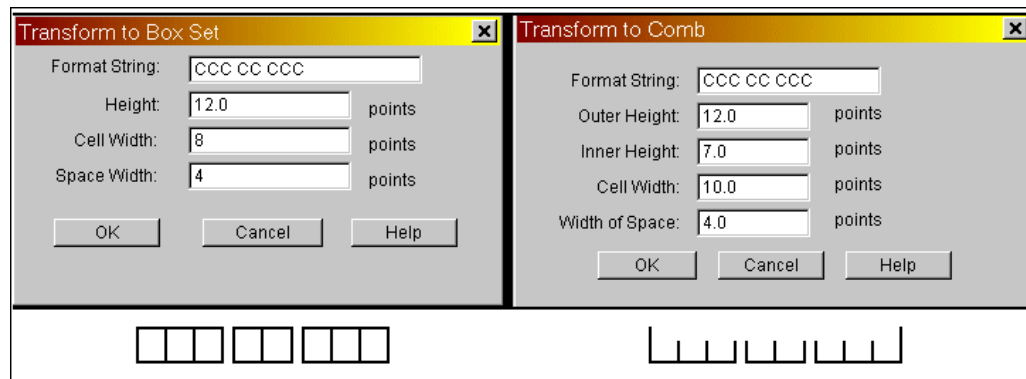 Transform to Box Set
Format String: CCC CC CCC
Height: 12.0 points
Cell Width: 8 points
Space Width: 4 points
OK Cancel Help
Transform to Comb
Format String: CCC CC CCC
Outer Height: 12.0 points
Inner Height: 7.0 points
Cell Width: 10.0 points
Width of Space: 4.0 points
OK Cancel Help